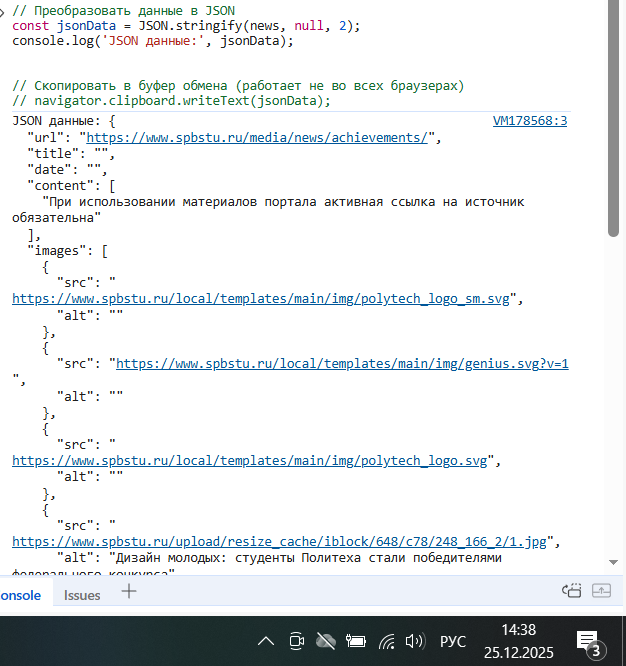 // Преобразовать данные в JSON
const jsonData = JSON.stringify(news, null, 2);
console.log('JSON данные:', jsonData);
// Скопировать в буфер обмена (работает не во всех браузерах)
// navigator.clipboard.writeText(jsonData);
JSON данные: { VM178568:3
"url": "https://www.spbstu.ru/media/news/achievements/",
"title": "",
"date": "",
"content": [
"При использовании материалов портала активная ссылка на источник
обязательна"
],
"images": [
{
"src": "
https://www.spbstu.ru/local/templates/main/img/polytech_logo_sm.svg",
"alt": ""
},
{
"src": "https://www.spbstu.ru/local/templates/main/img/genius.svg?v=1
",
"alt": ""
},
{
"src": "
https://www.spbstu.ru/local/templates/main/img/polytech_logo.svg",
"alt": ""
},
{
"src": "
https://www.spbstu.ru/upload/resize_cache/iblock/648/c78/248_166_2/1.jpg",
"alt": "Дизайн молодых: студенты Политеха стали победителями
федерального конкурса"
onsole Issues
РУС
14:38
25.12.2025
3